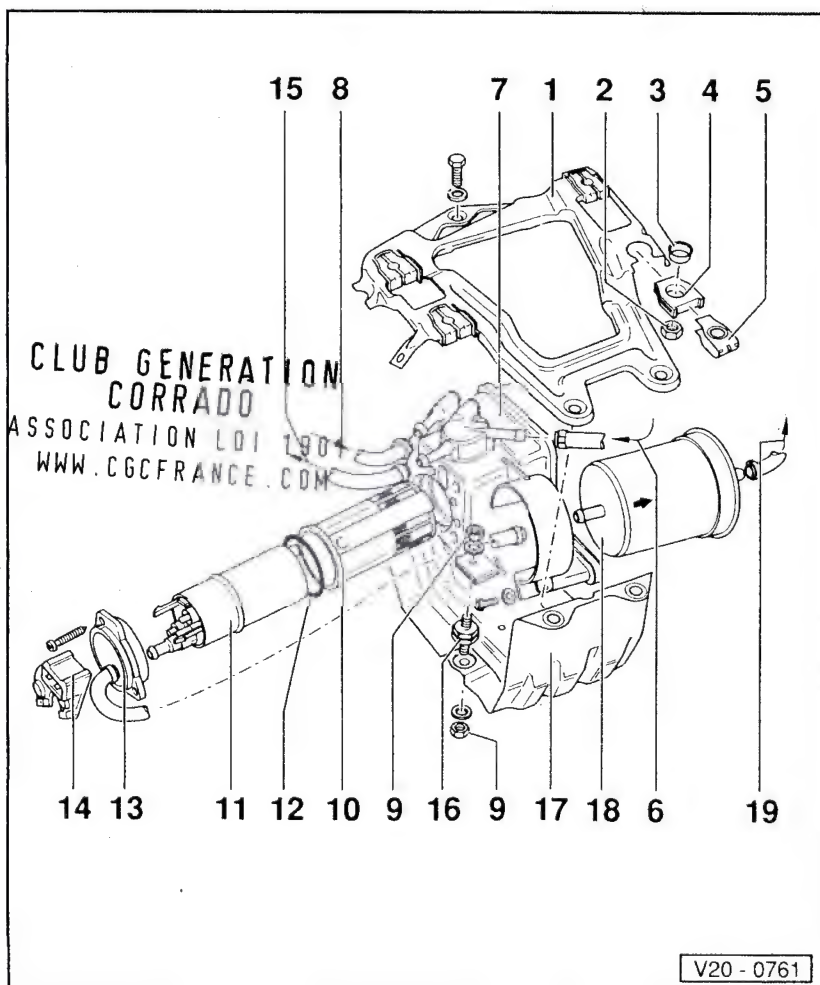 15 8 7 1 2 3 4 5
CLUB GENERATION
CORRADO
ASSOCIATION LOI 1901
WWW.CGCFRANCE.COM
14 13 11 12 10 9 16 9 17 18 6 19
V20 - 0761